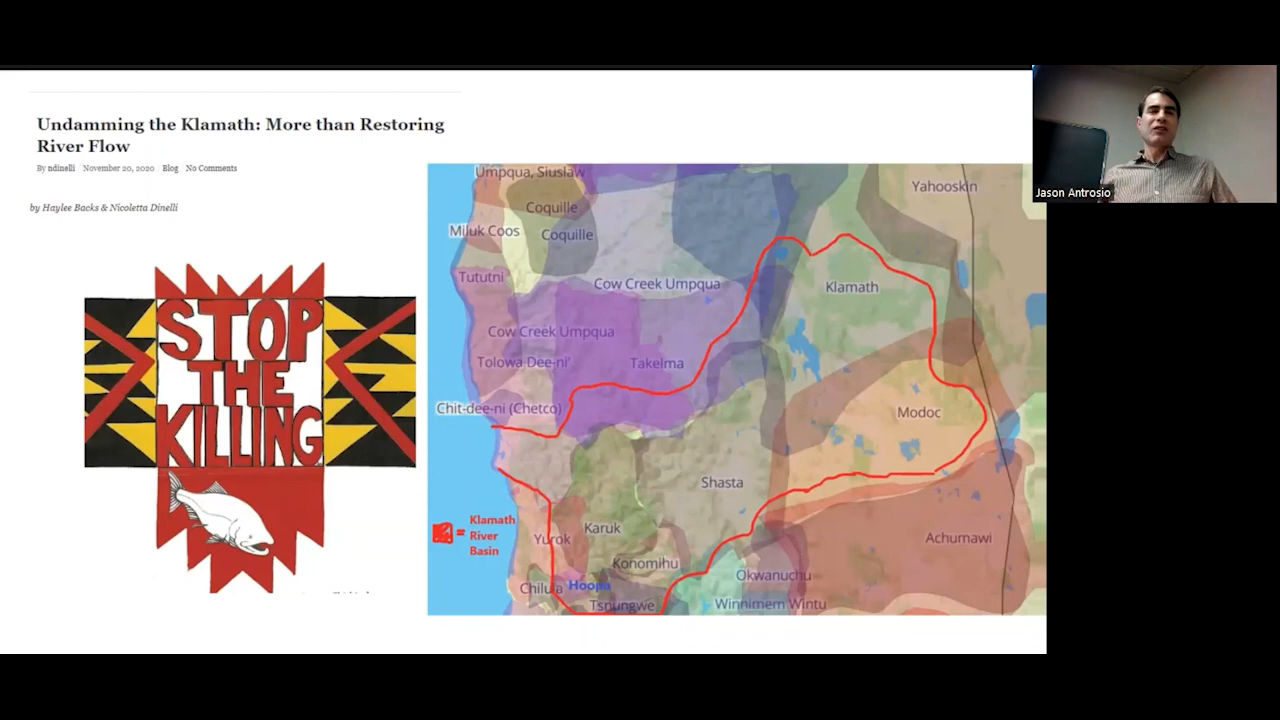 Undamming the Klamath: More than Restoring
River Flow
By ndinelli November 20, 2020 Blog No Comments
by Haylee Backs & Nicoletta Dinelli
STOP
THE
KILLING
Umpqua, Siuslaw
Yahooskin
Coquille
Miluk Coos
Coquille
Tututni
Cow Creek Umpqua
Klamath
Cow Creek Umpqua
Tolowa Dee-ni'
Takelma
Chit-dee-ni (Chetco)
Modoc
Shasta
= Klamath
River
Basin
Karuk
Yurok
Achumawi
Konomihu
Okwanuchu
Chilula
Hoopa
Tsnungwe
Winnimem Wintu
Jason Antrosio